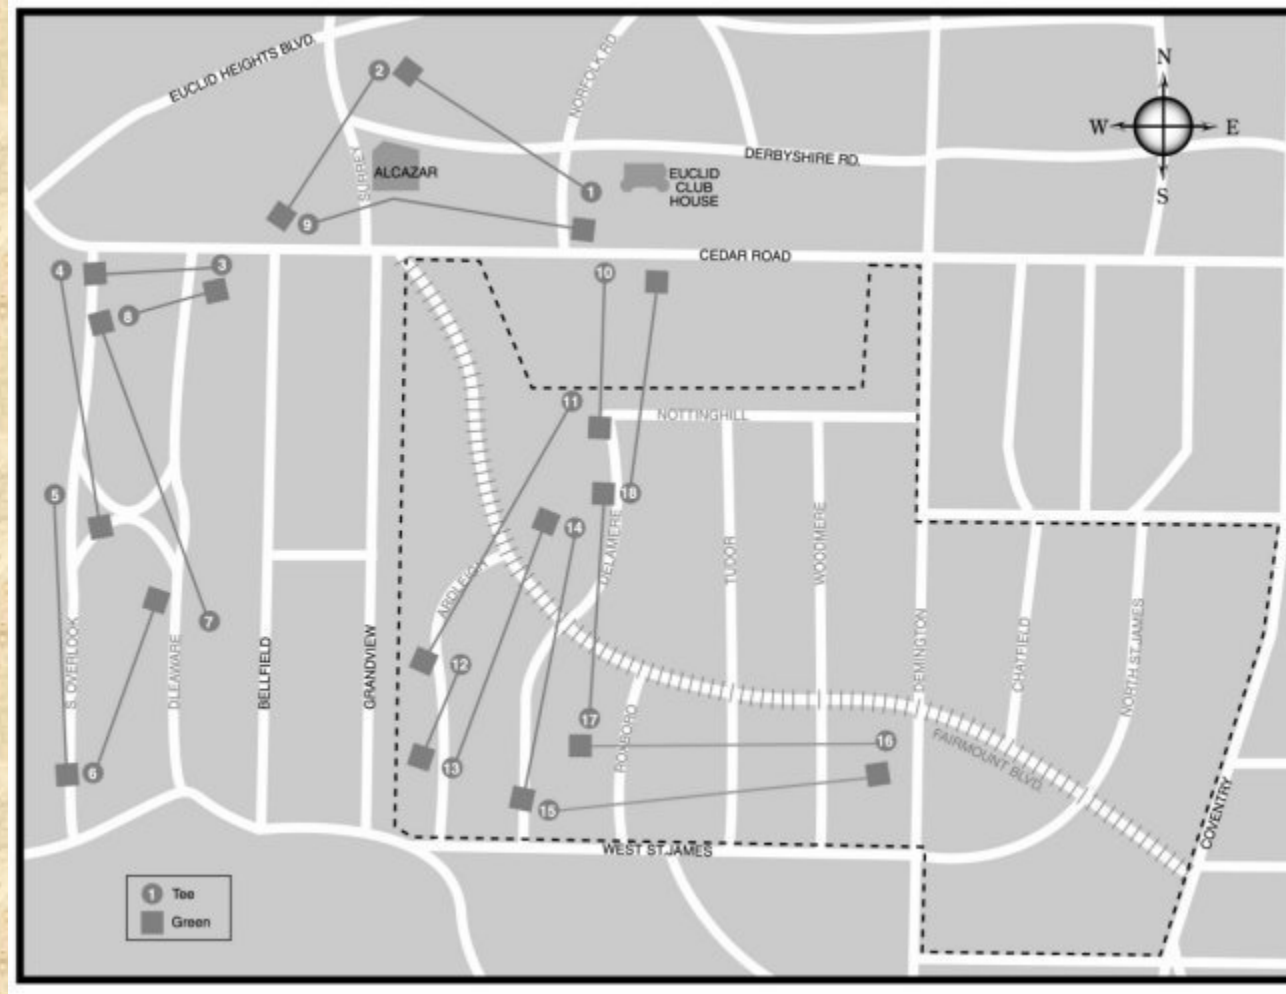 EUCLID HEIGHTS BLVD.
2
NORFOLK RD.
N
W
E
S
DERBYSHIRE RD.
SURREY
ALCAZAR
1
EUCLID
CLUB
HOUSE
9
CEDAR ROAD
4
3
10
8
11
NOTTINGHILL
5
18
14
DELAMERE
TUDOR
WOODMERE
ARDLEIGH
7
S. OVERLOOK
DLEAWARE
BELLFIELD
GRANDVIEW
12
DEMINGTON
CHATFIELD
NORTH ST. JAMES
17
ROXBORO
16
6
13
FAIRMOUNT BLVD.
15
COVENTRY
WEST ST.JAMES
1 Tee
Green